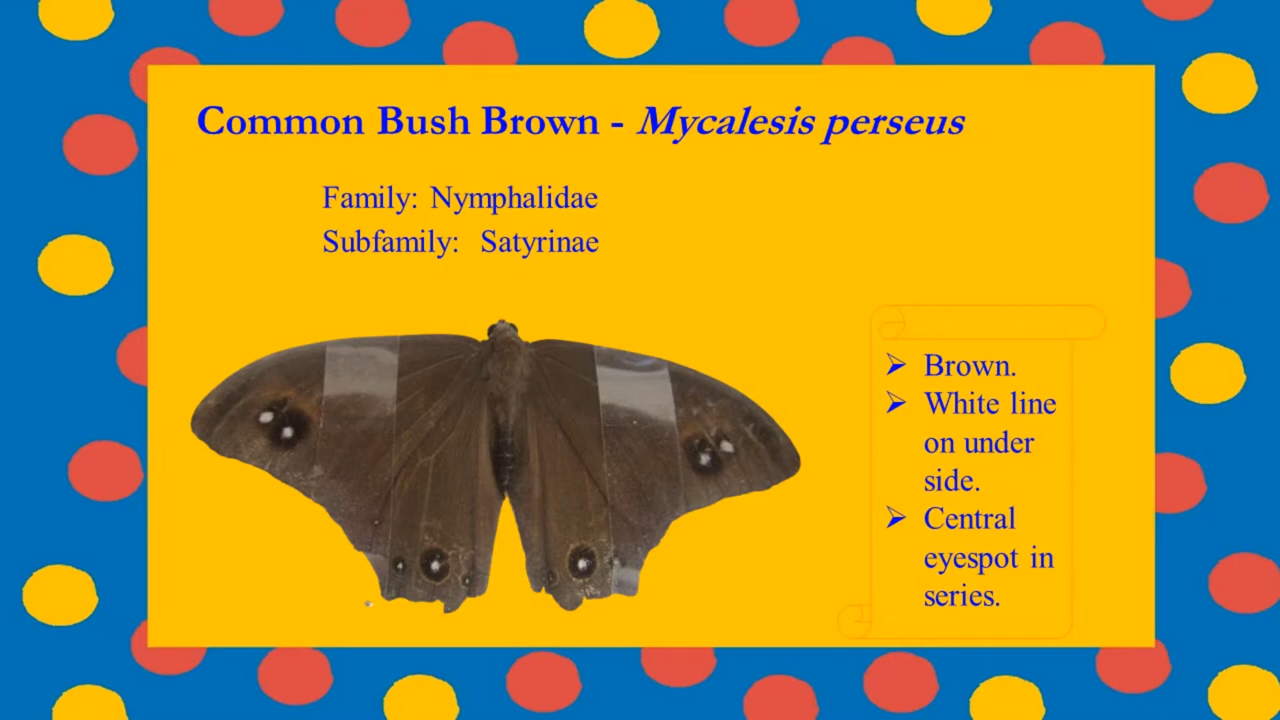 Common Bush Brown - Mycalesis perseus
Family: Nymphalidae
Subfamily: Satyrinae
➢ Brown.
➢ White line
on under
side.
➢ Central
eyespot in
series.